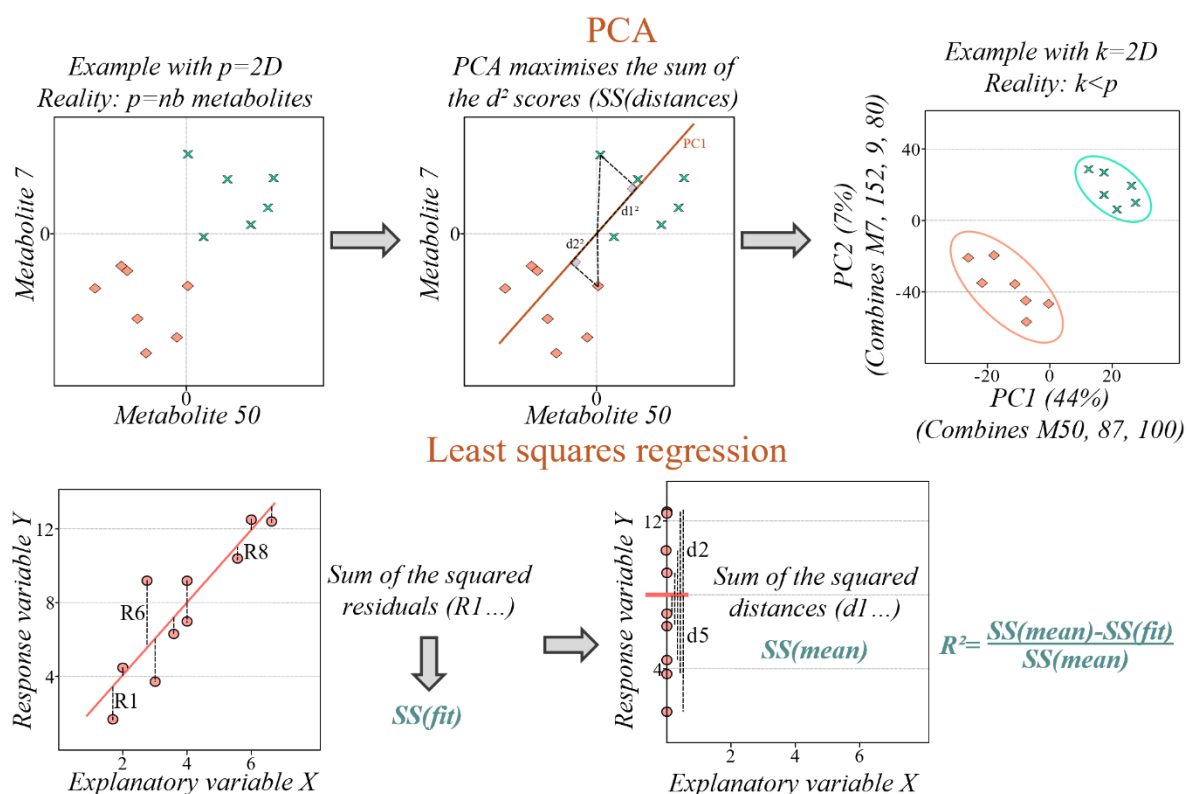 PCA
Example with p=2D
Reality: p=nb metabolites
PCA maximises the sum of
the d² scores (SS(distances)
Example with k=2D
Reality: k<p
Metabolite 7
0
0
Metabolite 50
Metabolite 7
0
PC1
d1²
d2²
0
Metabolite 50
PC2 (7%)
(Combines M7, 152, 9, 80)
40
0
-40
-20
0
20
PC1 (44%)
(Combines M50, 87, 100)
Least squares regression
Response variable Y
12
8
4
R1
R6
R8
2
4
6
Explanatory variable X
Sum of the squared
residuals (R1...)
SS(fit)
Response variable Y
12
4
d2
d5
2
4
6
Explanatory variable X
Sum of the squared
distances (d1...)
SS(mean)
R²= SS(mean)-SS(fit)
SS(mean)